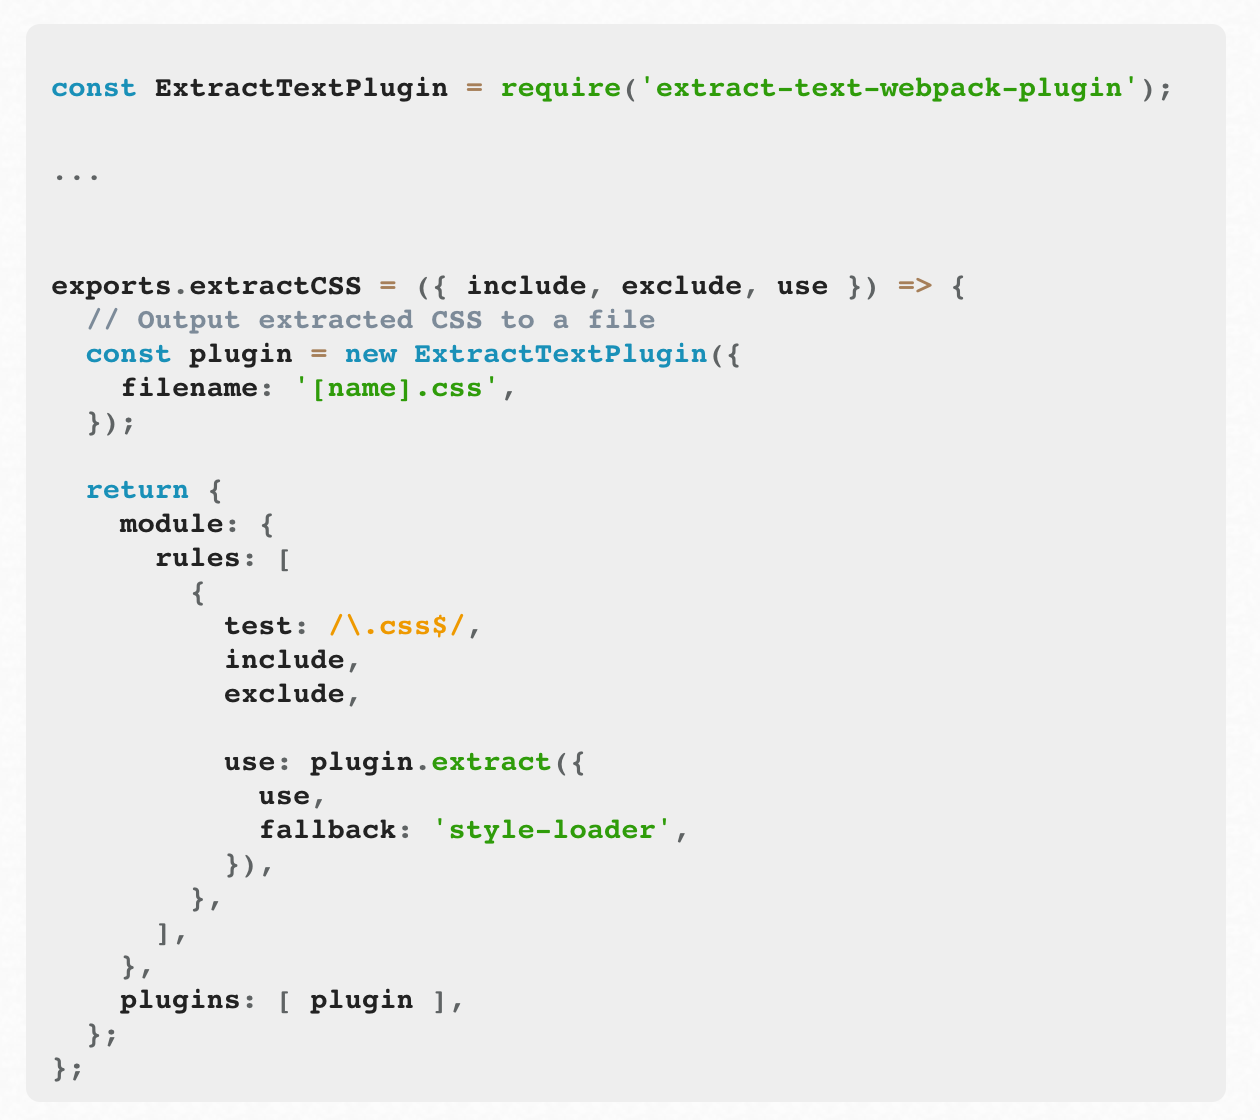 const ExtractTextPlugin = require('extract-text-webpack-plugin');
...
exports.extractCSS = ({ include, exclude, use }) => {
  // Output extracted CSS to a file
  const plugin = new ExtractTextPlugin({
    filename: '[name].css',
  });
  return {
    module: {
      rules: [
        {
          test: /\.css$/,
          include,
          exclude,
          use: plugin.extract({
            use,
            fallback: 'style-loader',
          }),
        },
      ],
    },
    plugins: [ plugin ],
  };
};